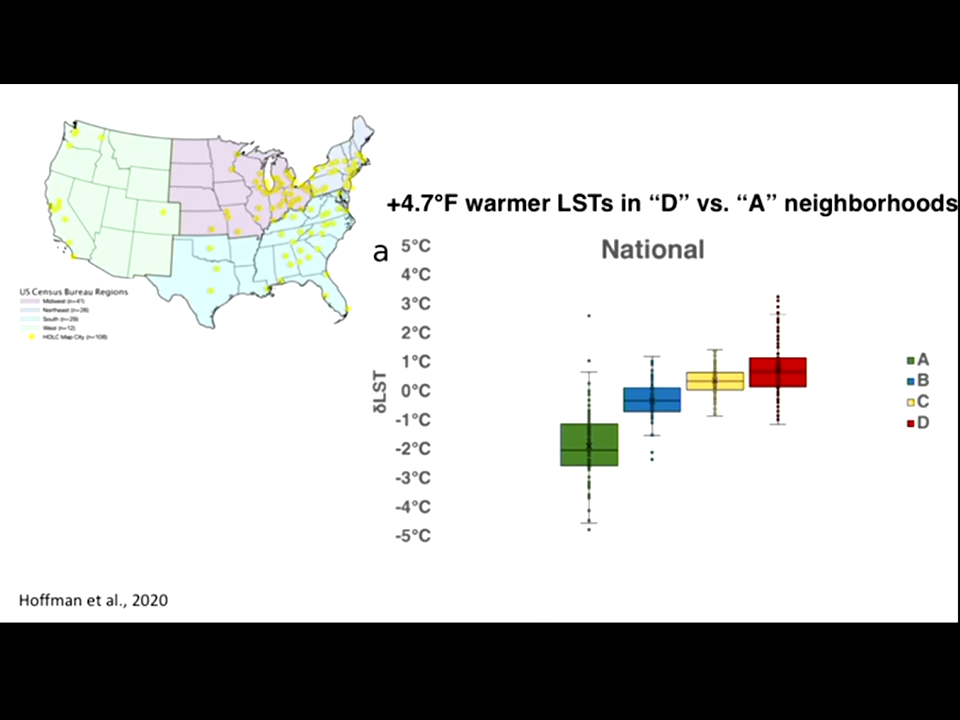 +4.7°F warmer LSTs in “D” vs. “A” neighborhoods
a
National
5°C
4°C
3°C
2°C
1°C
0°C
-1°C
-2°C
-3°C
-4°C
-5°C
δLST
A
B
C
D
US Census Bureau Regions
Midwest (n=41)
Northeast (n=26)
South (n=29)
West (n=12)
HOLC Map City (n=108)
Hoffman et al., 2020